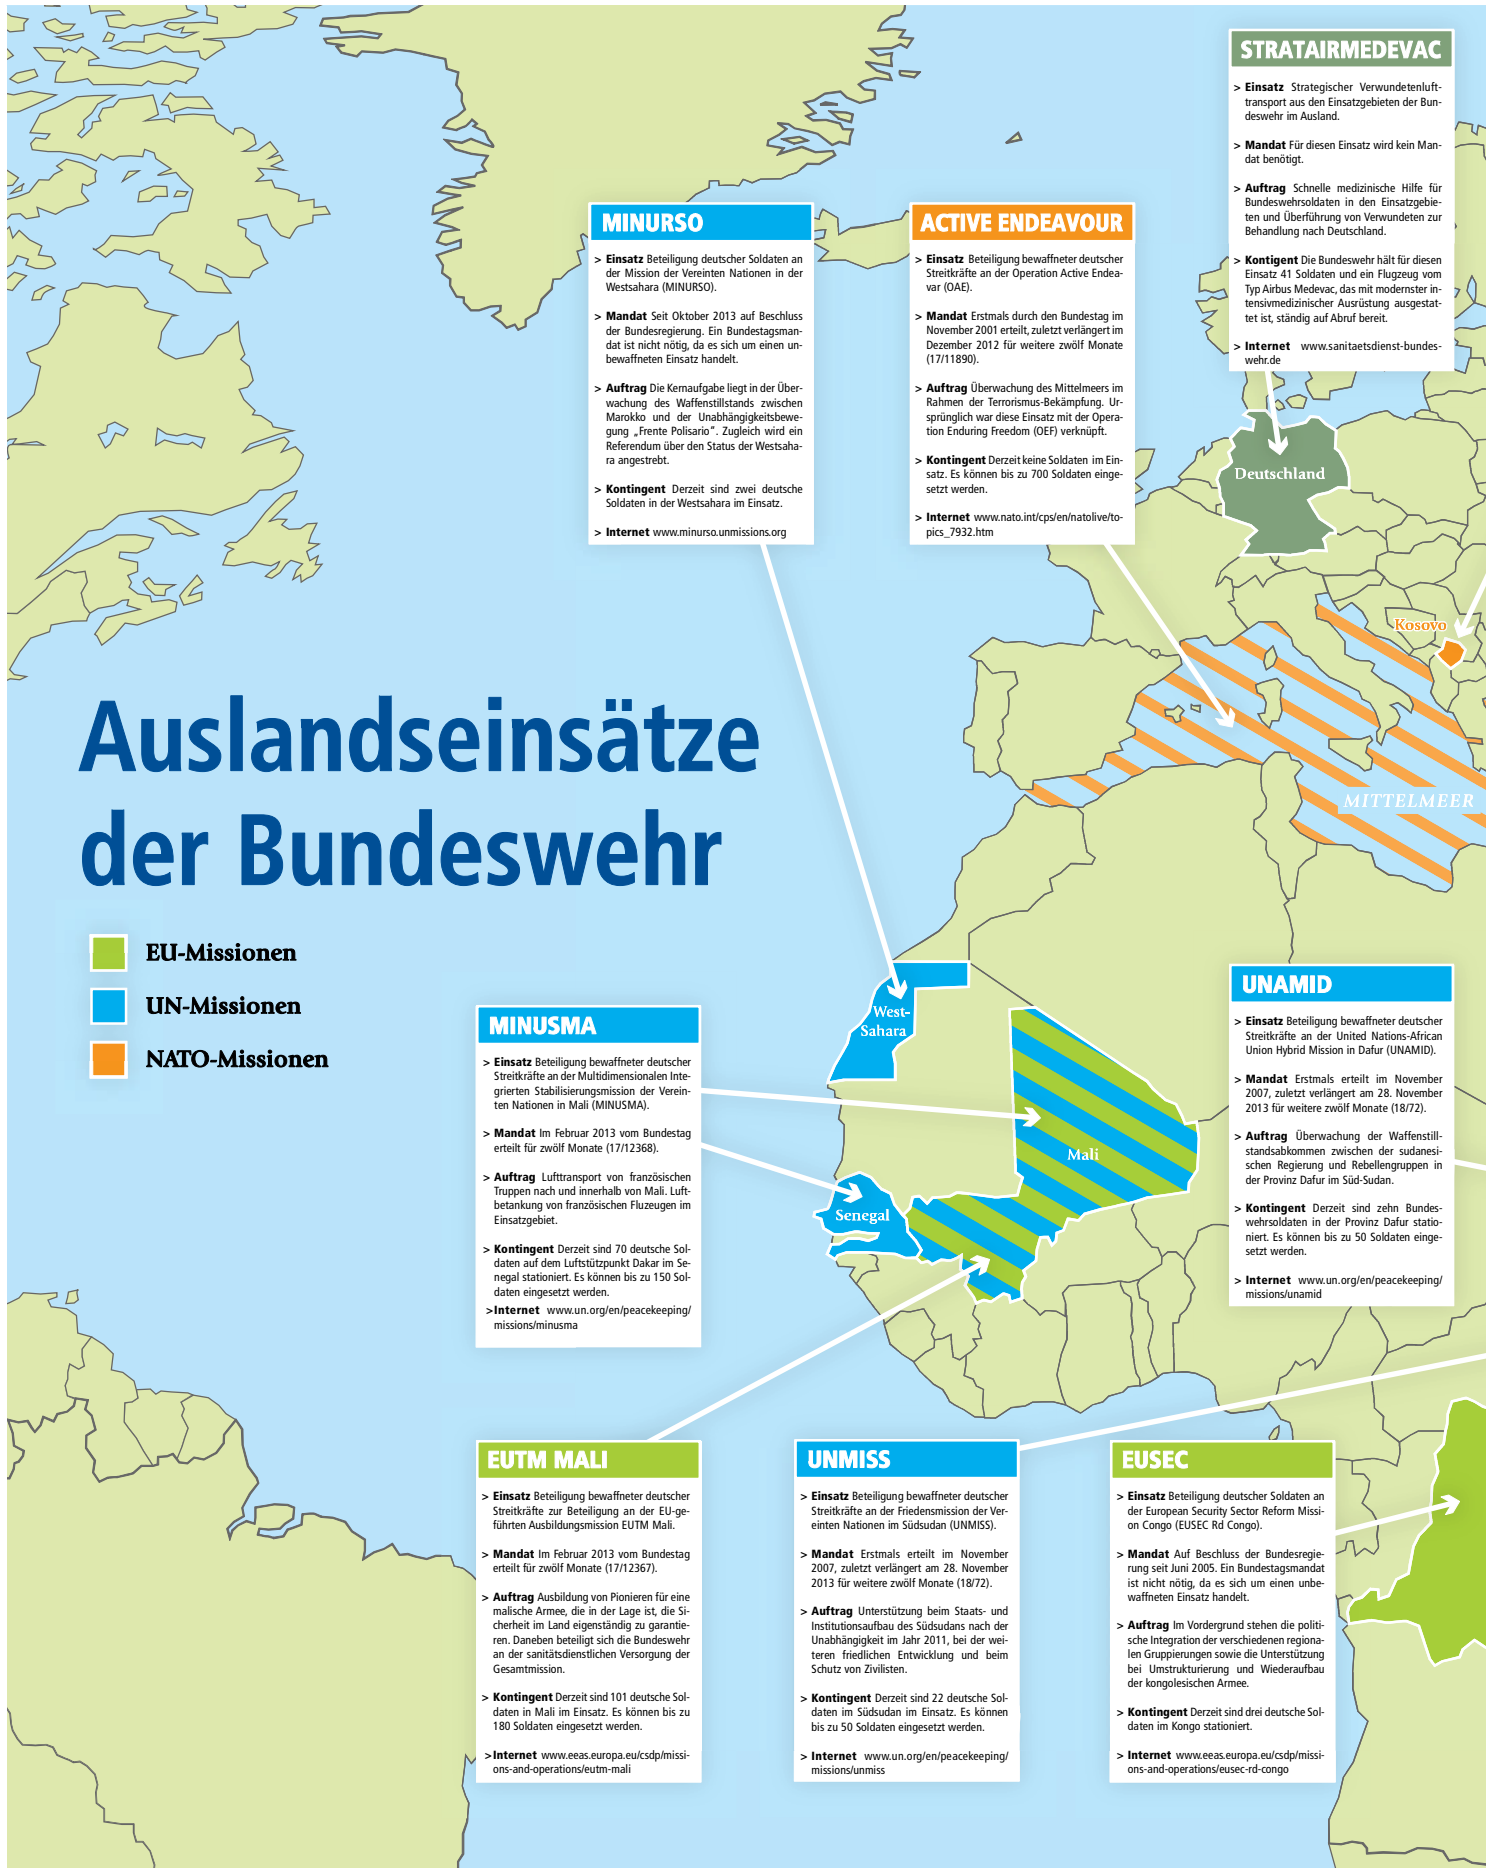 STRATAIRMEDEVAC
> Einsatz Strategischer Verwundetenluft-
transport aus den Einsatzgebieten der Bun-
deswehr im Ausland.
> Mandat Für diesen Einsatz wird kein Man-
dat benötigt.
> Auftrag Schnelle medizinische Hilfe für
Bundeswehrsoldaten in den Einsatzgebie-
ten und Überführung von Verwundeten zur
Behandlung nach Deutschland.
> Kontigent Die Bundeswehr hält für diesen
Einsatz 41 Soldaten und ein Flugzeug vom
Typ Airbus Medevac, das mit modernster in-
tensivmedizinischer Ausrüstung ausgestat-
tet ist, ständig auf Abruf bereit.
> Internet www.sanitaetsdienst-bundes-
wehr.de
MINURSO
> Einsatz Beteiligung deutscher Soldaten an
der Mission der Vereinten Nationen in der
Westsahara (MINURSO).
> Mandat Seit Oktober 2013 auf Beschluss
der Bundesregierung. Ein Bundestagsman-
dat ist nicht nötig, da es sich um einen un-
bewaffneten Einsatz handelt.
> Auftrag Die Kernaufgabe liegt in der Über-
wachung des Waffenstillstands zwischen
Marokko und der Unabhängigkeitsbewe-
gung „Frente Polisario“. Zugleich wird ein
Referendum über den Status der Westsaha-
ra angestrebt.
> Kontingent Derzeit sind zwei deutsche
Soldaten in der Westsahara im Einsatz.
> Internet www.minurso.unmissions.org
ACTIVE ENDEAVOUR
> Einsatz Beteiligung bewaffneter deutscher
Streitkräfte an der Operation Active Endea-
var (OAE).
> Mandat Erstmals durch den Bundestag im
November 2001 erteilt, zuletzt verlängert im
Dezember 2012 für weitere zwölf Monate
(17/11890).
> Auftrag Überwachung des Mittelmeers im
Rahmen der Terrorismus-Bekämpfung. Ur-
sprünglich war diese Einsatz mit der Opera-
tion Enduring Freedom (OEF) verknüpft.
> Kontingent Derzeit keine Soldaten im Ein-
satz. Es können bis zu 700 Soldaten einge-
setzt werden.
> Internet www.nato.int/cps/en/natolive/to-
pics_7932.htm
Deutschland
Kosovo
MITTELMEER
Auslandseinsätze
der Bundeswehr
EU-Missionen
UN-Missionen
NATO-Missionen
West-
Sahara
Mali
Senegal
MINUSMA
> Einsatz Beteiligung bewaffneter deutscher
Streitkräfte an der Multidimensionalen Inte-
grierten Stabilisierungsmission der Verein-
ten Nationen in Mali (MINUSMA).
> Mandat Im Februar 2013 vom Bundestag
erteilt für zwölf Monate (17/12368).
> Auftrag Lufttransport von französischen
Truppen nach und innerhalb von Mali. Luft-
betankung von französischen Fluzeugen im
Einsatzgebiet.
> Kontingent Derzeit sind 70 deutsche Sol-
daten auf dem Luftstützpunkt Dakar im Se-
negal stationiert. Es können bis zu 150 Sol-
daten eingesetzt werden.
>Internet www.un.org/en/peacekeeping/
missions/minusma
UNAMID
> Einsatz Beteiligung bewaffneter deutscher
Streitkräfte an der United Nations-African
Union Hybrid Mission in Dafur (UNAMID).
> Mandat Erstmals erteilt im November
2007, zuletzt verlängert am 28. November
2013 für weitere zwölf Monate (18/72).
> Auftrag Überwachung der Waffenstill-
standsabkommen zwischen der sudanesi-
schen Regierung und Rebellengruppen in
der Provinz Dafur im Süd-Sudan.
> Kontingent Derzeit sind zehn Bundes-
wehrsoldaten in der Provinz Dafur statio-
niert. Es können bis zu 50 Soldaten einge-
setzt werden.
> Internet www.un.org/en/peacekeeping/
missions/unamid
EUTM MALI
> Einsatz Beteiligung bewaffneter deutscher
Streitkräfte zur Beteiligung an der EU-ge-
führten Ausbildungsmission EUTM Mali.
> Mandat Im Februar 2013 vom Bundestag
erteilt für zwölf Monate (17/12367).
> Auftrag Ausbildung von Pionieren für eine
malische Armee, die in der Lage ist, die Si-
cherheit im Land eigenständig zu garantie-
ren. Daneben beteiligt sich die Bundeswehr
an der sanitätsdienstlichen Versorgung der
Gesamtmission.
> Kontingent Derzeit sind 101 deutsche Sol-
daten in Mali im Einsatz. Es können bis zu
180 Soldaten eingesetzt werden.
>Internet www.eeas.europa.eu/csdp/missi-
ons-and-operations/eutm-mali
UNMISS
> Einsatz Beteiligung bewaffneter deutscher
Streitkräfte an der Friedensmission der Ver-
einten Nationen im Südsudan (UNMISS).
> Mandat Erstmals erteilt im November
2007, zuletzt verlängert am 28. November
2013 für weitere zwölf Monate (18/72).
> Auftrag Unterstützung beim Staats- und
Institutionsaufbau des Südsudans nach der
Unabhängigkeit im Jahr 2011, bei der wei-
teren friedlichen Entwicklung und beim
Schutz von Zivilisten.
> Kontingent Derzeit sind 22 deutsche Sol-
daten im Südsudan im Einsatz. Es können
bis zu 50 Soldaten eingesetzt werden.
> Internet www.un.org/en/peacekeeping/
missions/unmiss
EUSEC
> Einsatz Beteiligung deutscher Soldaten an
der European Security Sector Reform Missi-
on Congo (EUSEC Rd Congo).
> Mandat Auf Beschluss der Bundesregie-
rung seit Juni 2005. Ein Bundestagsmandat
ist nicht nötig, da es sich um einen unbe-
waffneten Einsatz handelt.
> Auftrag Im Vordergrund stehen die politi-
sche Integration der verschiedenen regiona-
len Gruppierungen sowie die Unterstützung
bei Umstrukturierung und Wiederaufbau
der kongolesischen Armee.
> Kontingent Derzeit sind drei deutsche Sol-
daten im Kongo stationiert.
> Internet www.eeas.europa.eu/csdp/missi-
ons-and-operations/eusec-rd-congo